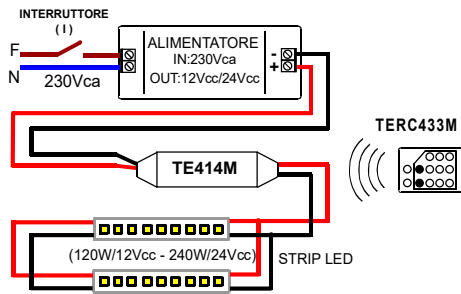 INTERRUTTORE
( I )
F
N
230Vca
ALIMENTATORE
IN:230Vca
OUT:12Vcc/24Vcc
-
+
TERC433M
TE414M
(120W/12Vcc - 240W/24Vcc)
STRIP LED